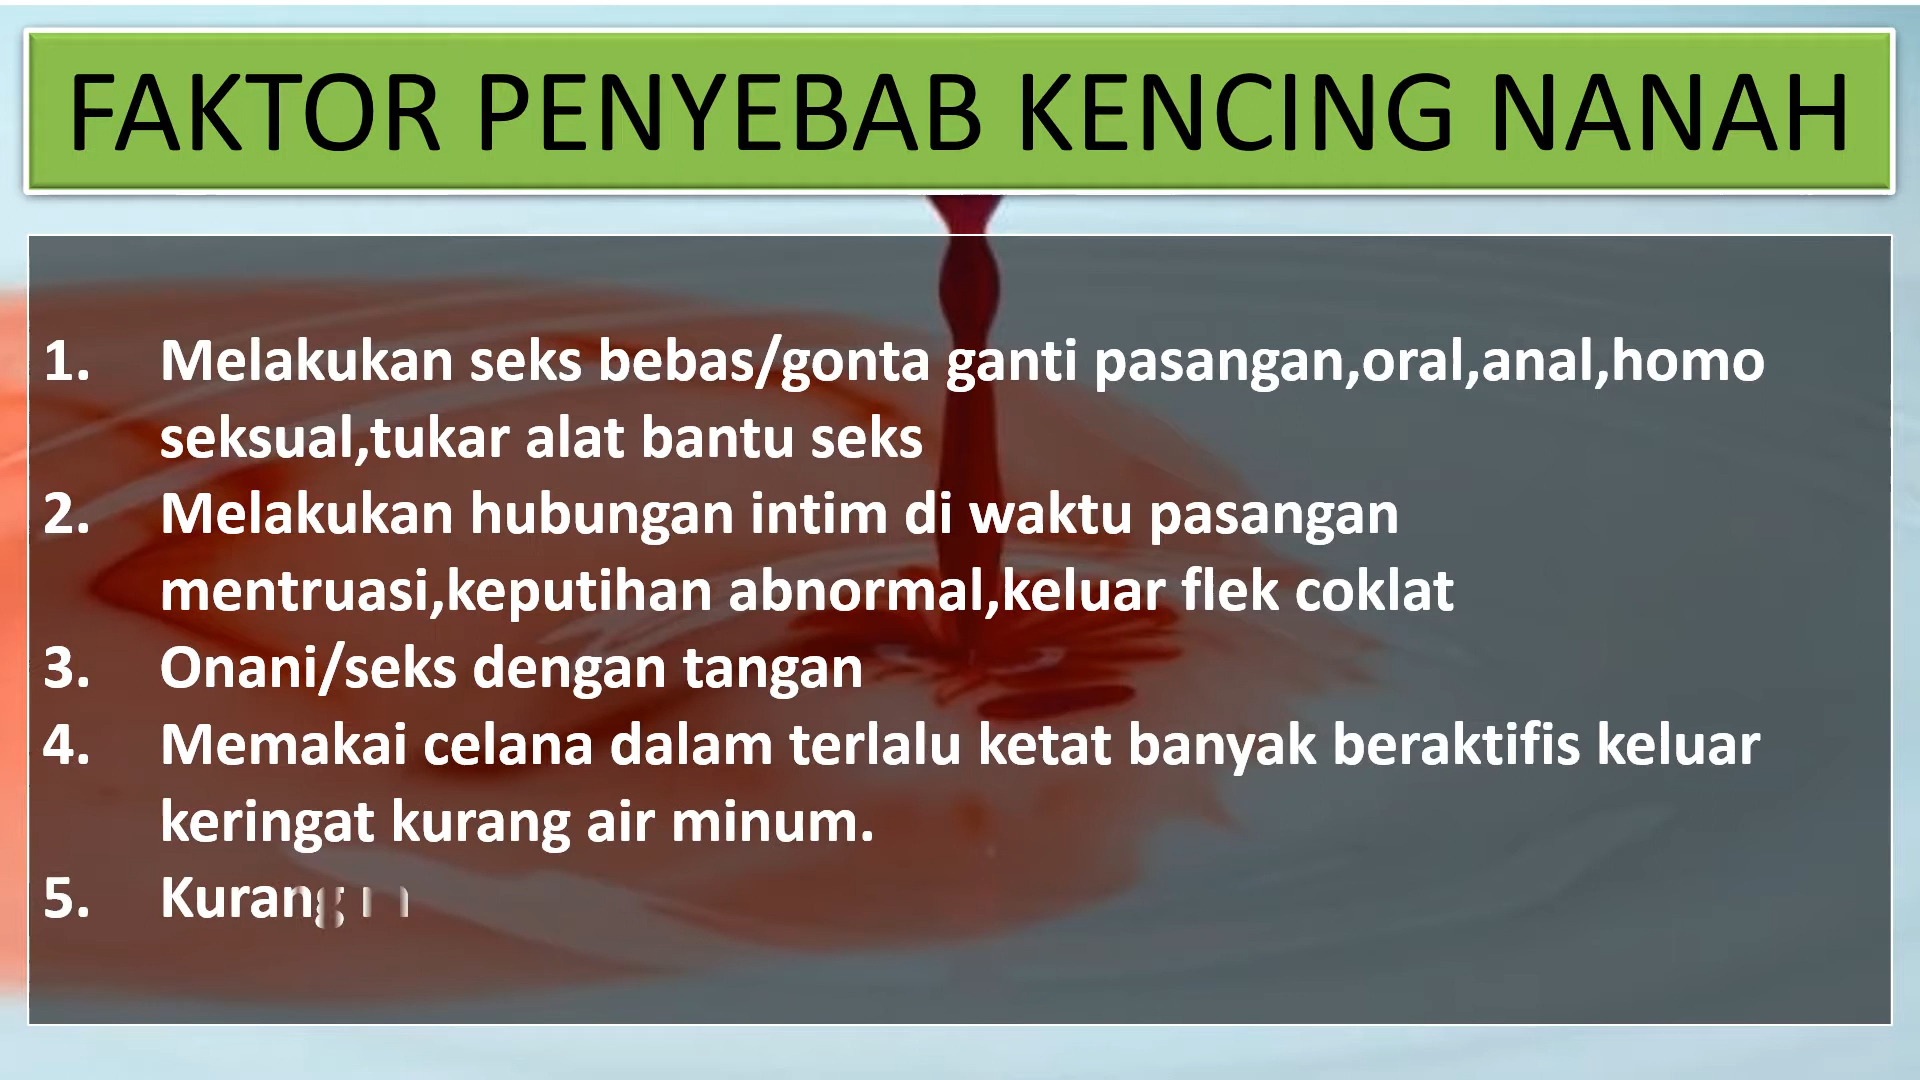 FAKTOR PENYEBAB KENCING NANAH
1. Melakukan seks bebas/gonta ganti pasangan,oral,anal,homo
seksual,tukar alat bantu seks
2. Melakukan hubungan intim di waktu pasangan
mentruasi,keputihan abnormal,keluar flek coklat
3. Onani/seks dengan tangan
4. Memakai celana dalam terlalu ketat banyak beraktifis keluar
keringat kurang air minum.
5. Kurang